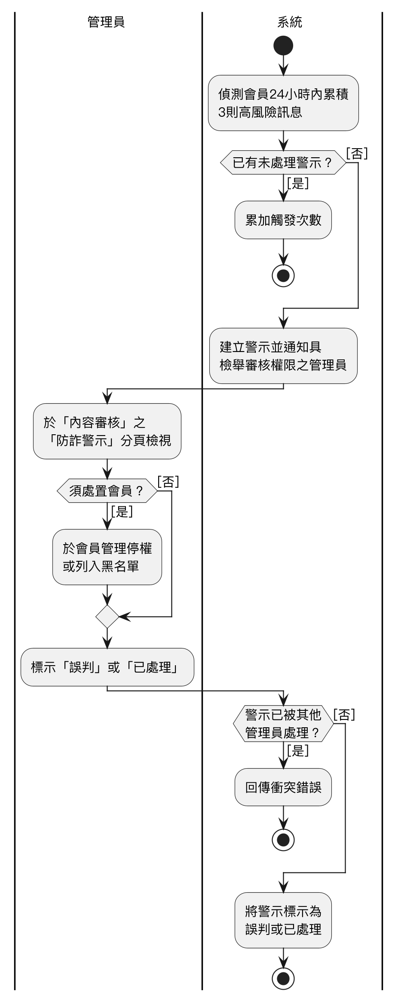 管理員
系統
偵測會員24小時內累積
3則高風險訊息
已有未處理警示？
[否]
[是]
累加觸發次數
建立警示並通知具
檢舉審核權限之管理員
於「內容審核」之
「防詐警示」分頁檢視
須處置會員？
[否]
[是]
於會員管理停權
或列入黑名單
標示「誤判」或「已處理」
警示已被其他
管理員處理？
[否]
[是]
回傳衝突錯誤
將警示標示為
誤判或已處理